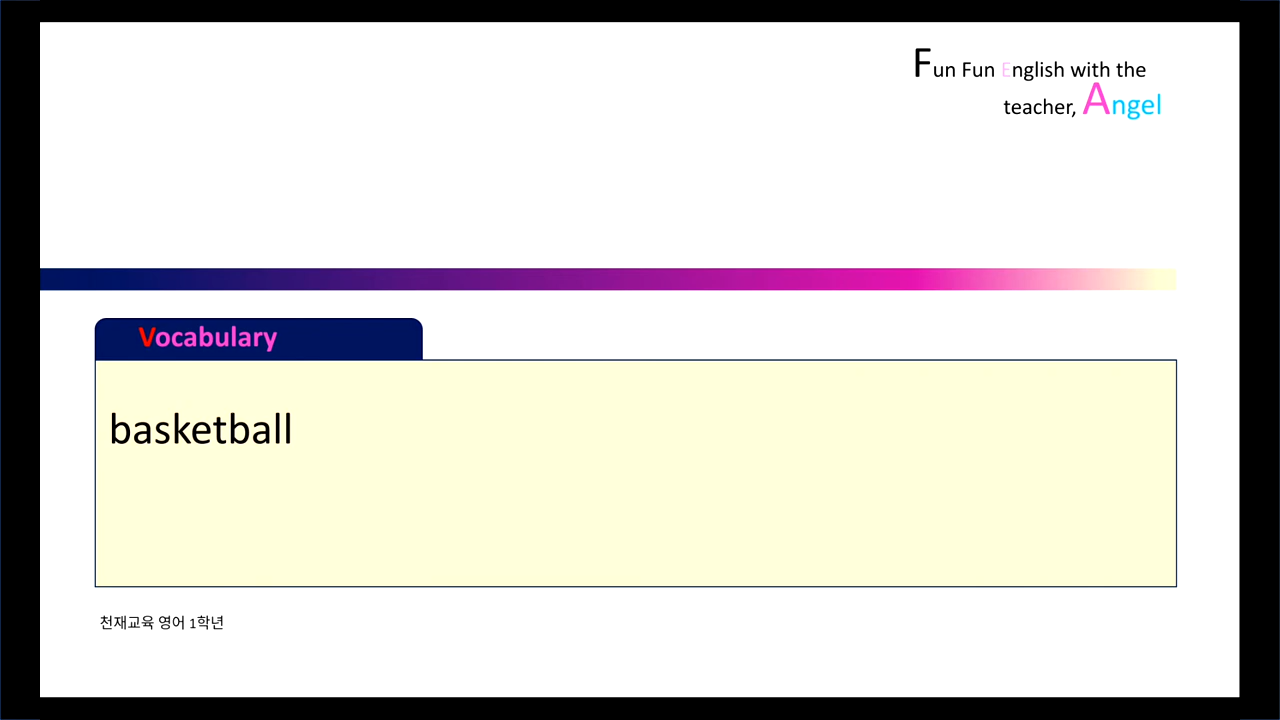 Fun Fun English with the
teacher, Angel
Vocabulary
basketball
천재교육 영어 1학년